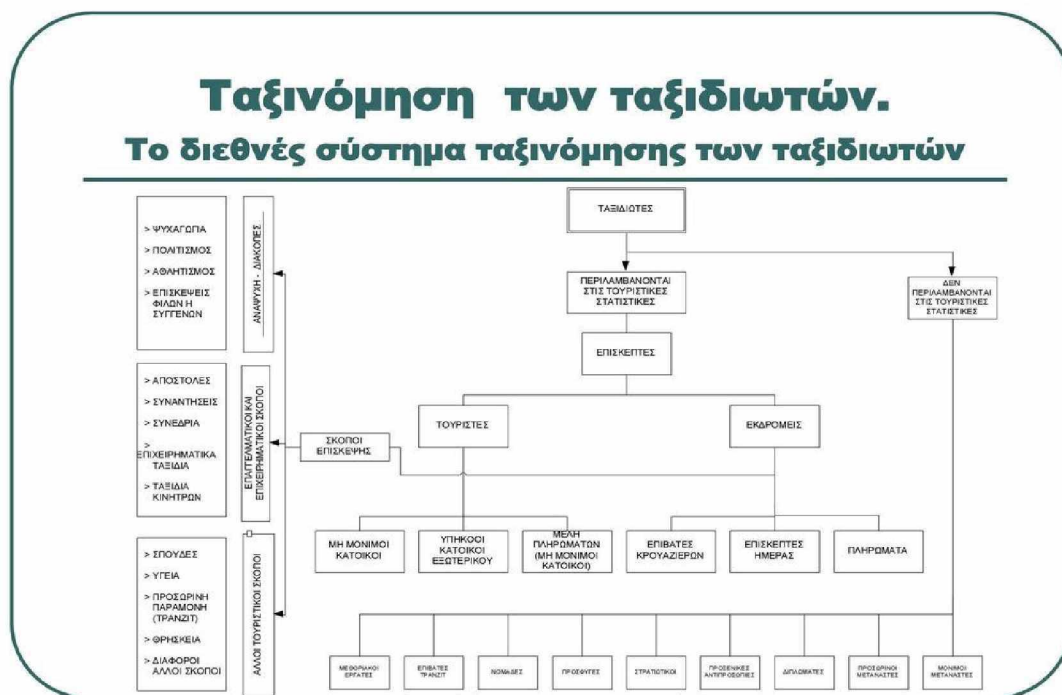 Ταξινόμηση των ταξιδιωτών.
Το διεθνές σύστημα ταξινόμησης των ταξιδιωτών
ΤΑΞΙΔΙΩΤΕΣ
ΠΕΡΙΛΑΜΒΑΝΟΝΤΑΙ
ΣΤΙΣ ΤΟΥΡΙΣΤΙΚΕΣ
ΣΤΑΤΙΣΤΙΚΕΣ
ΔΕΝ
ΠΕΡΙΛΑΜΒΑΝΟΝΤΑΙ
ΣΤΙΣ ΤΟΥΡΙΣΤΙΚΕΣ
ΣΤΑΤΙΣΤΙΚΕΣ
ΕΠΙΣΚΕΠΤΕΣ
ΤΟΥΡΙΣΤΕΣ
ΕΚΔΡΟΜΕΙΣ
ΣΚΟΠΟΙ
ΕΠΙΣΚΕΨΗΣ
ΑΝΑΨΥΧΗ - ΔΙΑΚΟΠΕΣ
> ΨΥΧΑΓΩΓΙΑ
> ΠΟΛΙΤΙΣΜΟΣ
> ΑΘΛΗΤΙΣΜΟΣ
> ΕΠΙΣΚΕΨΕΙΣ
ΦΙΛΩΝ Η
ΣΥΓΓΕΝΩΝ
ΕΠΑΓΓΕΛΜΑΤΙΚΟΙ ΚΑΙ
ΕΠΙΧΕΙΡΗΜΑΤΙΚΟΙ ΣΚΟΠΟΙ
> ΑΠΟΣΤΟΛΕΣ
> ΣΥΝΑΝΤΗΣΕΙΣ
> ΣΥΝΕΔΡΙΑ
>
ΕΠΙΧΕΙΡΗΜΑΤΙΚΑ
ΤΑΞΙΔΙΑ
> ΤΑΞΙΔΙΑ
ΚΙΝΗΤΡΩΝ
ΑΛΛΟΙ ΤΟΥΡΙΣΤΙΚΟΙ ΣΚΟΠΟΙ
> ΣΠΟΥΔΕΣ
> ΥΓΕΙΑ
> ΠΡΟΣΩΡΙΝΗ
ΠΑΡΑΜΟΝΗ
(ΤΡΑΝΖΙΤ)
> ΘΡΗΣΚΕΙΑ
> ΔΙΑΦΟΡΟΙ
ΑΛΛΟΙ ΣΚΟΠΟΙ
ΜΗ ΜΟΝΙΜΟΙ
ΚΑΤΟΙΚΟΙ
ΥΠΗΚΟΟΙ
ΚΑΤΟΙΚΟΙ
ΕΞΩΤΕΡΙΚΟΥ
ΜΕΛΗ
ΠΛΗΡΩΜΑΤΩΝ
(ΜΗ ΜΟΝΙΜΟΙ
ΚΑΤΟΙΚΟΙ)
ΕΠΙΒΑΤΕΣ
ΚΡΟΥΑΖΙΕΡΩΝ
ΕΠΙΣΚΕΠΤΕΣ
ΗΜΕΡΑΣ
ΠΛΗΡΩΜΑΤΑ
ΜΕΘΟΡΙΑΚΟΙ
ΕΡΓΑΤΕΣ
ΕΠΙΒΑΤΕΣ
ΤΡΑΝΖΙΤ
ΝΟΜΑΔΕΣ
ΠΡΟΣΦΥΓΕΣ
ΣΤΡΑΤΙΩΤΙΚΟΙ
ΠΡΟΞΕΝΙΚΕΣ
ΑΝΤΙΠΡΟΣΩΠΙΕΣ
ΔΙΠΛΩΜΑΤΕΣ
ΠΡΟΣΩΡΙΝΟΙ
ΜΕΤΑΝΑΣΤΕΣ
ΜΟΝΙΜΟΙ
ΜΕΤΑΝΑΣΤΕΣ